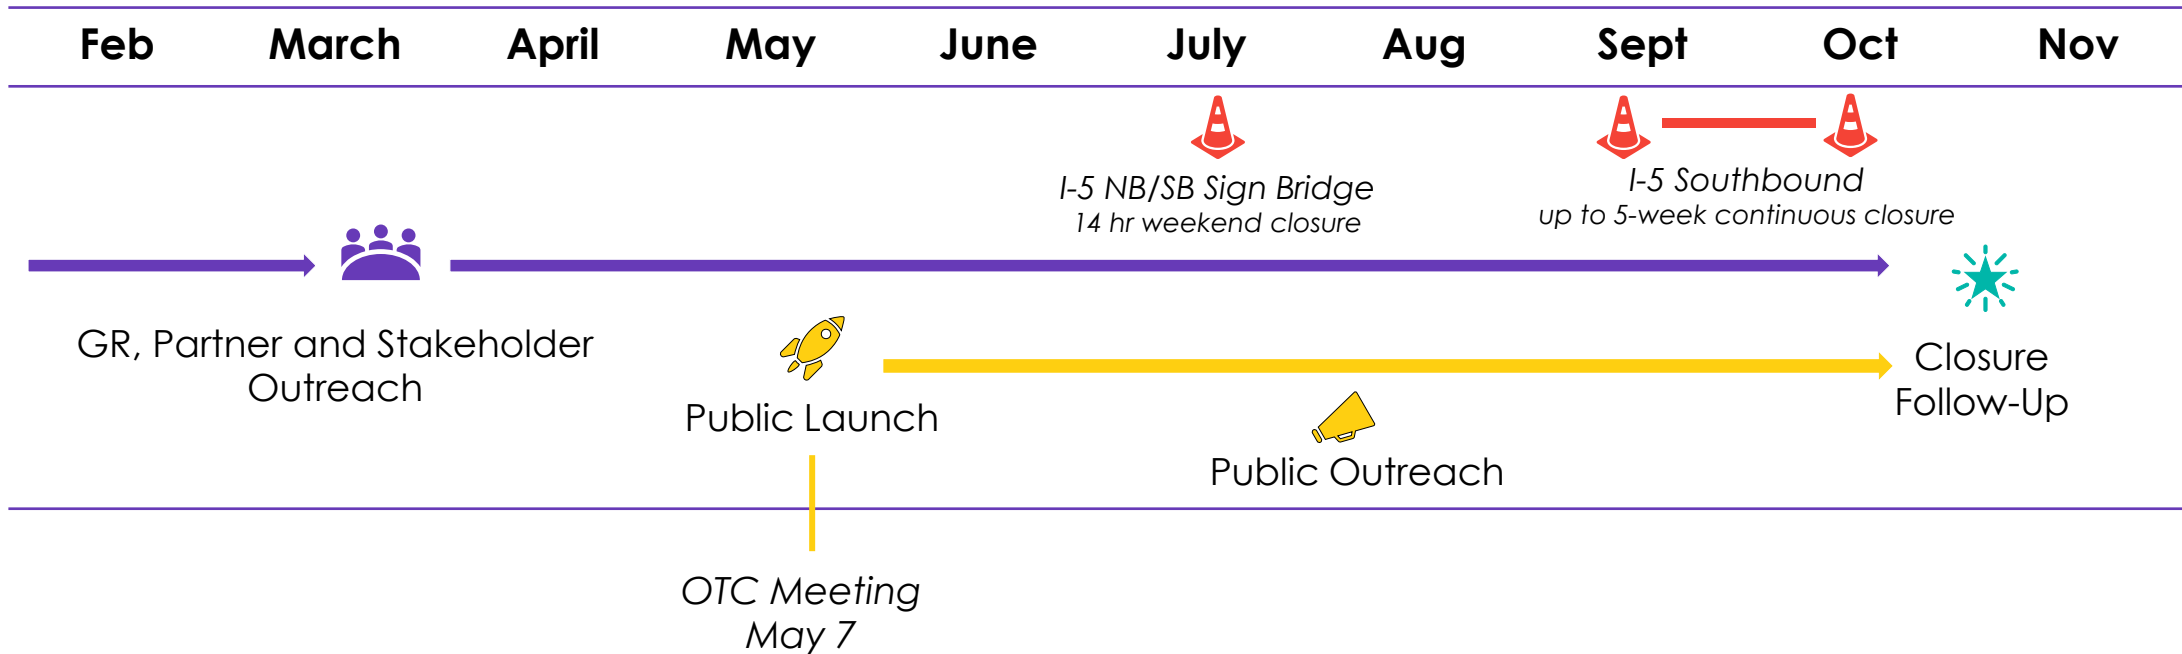 Feb March April May June July Aug Sept Oct Nov
I-5 NB/SB Sign Bridge
14 hr weekend closure
I-5 Southbound
up to 5-week continuous closure
GR, Partner and Stakeholder
Outreach
Public Launch
Public Outreach
Closure
Follow-Up
OTC Meeting
May 7